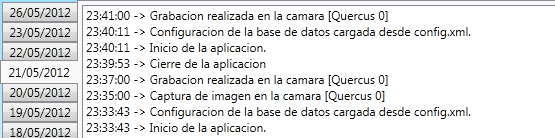 26/05/2012
23/05/2012
22/05/2012
21/05/2012
20/05/2012
19/05/2012
18/05/2012
23:41:00 -> Grabacion realizada en la camara [Quercus 0]
23:40:11 -> Configuracion de la base de datos cargada desde config.xml.
23:40:11 -> Inicio de la aplicacion.
23:39:53 -> Cierre de la aplicacion
23:37:00 -> Grabacion realizada en la camara [Quercus 0]
23:35:00 -> Captura de imagen en la camara [Quercus 0]
23:33:43 -> Configuracion de la base de datos cargada desde config.xml.
23:33:43 -> Inicio de la aplicacion.